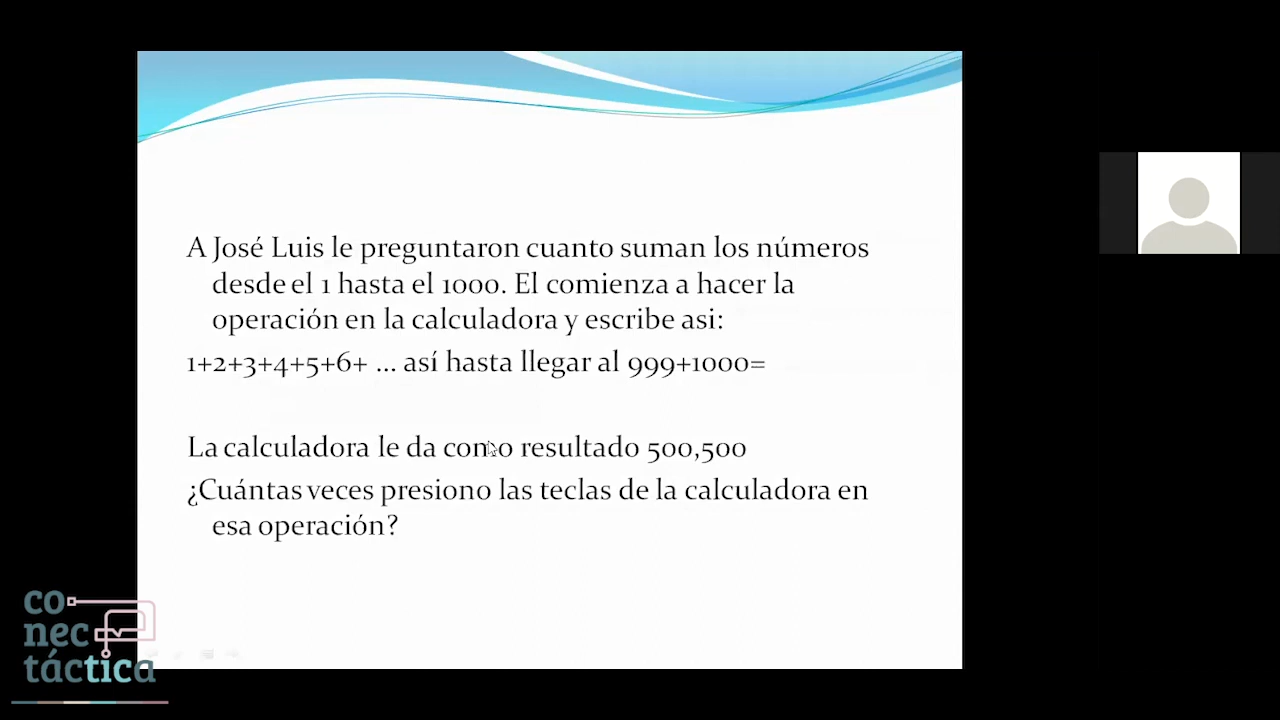 A José Luis le preguntaron cuanto suman los números
desde el 1 hasta el 1000. El comienza a hacer la
operación en la calculadora y escribe asi:
1+2+3+4+5+6+ ... así hasta llegar al 999+1000=
La calculadora le da como resultado 500,500
¿Cuántas veces presiono las teclas de la calculadora en
esa operación?
co
nec
táctica